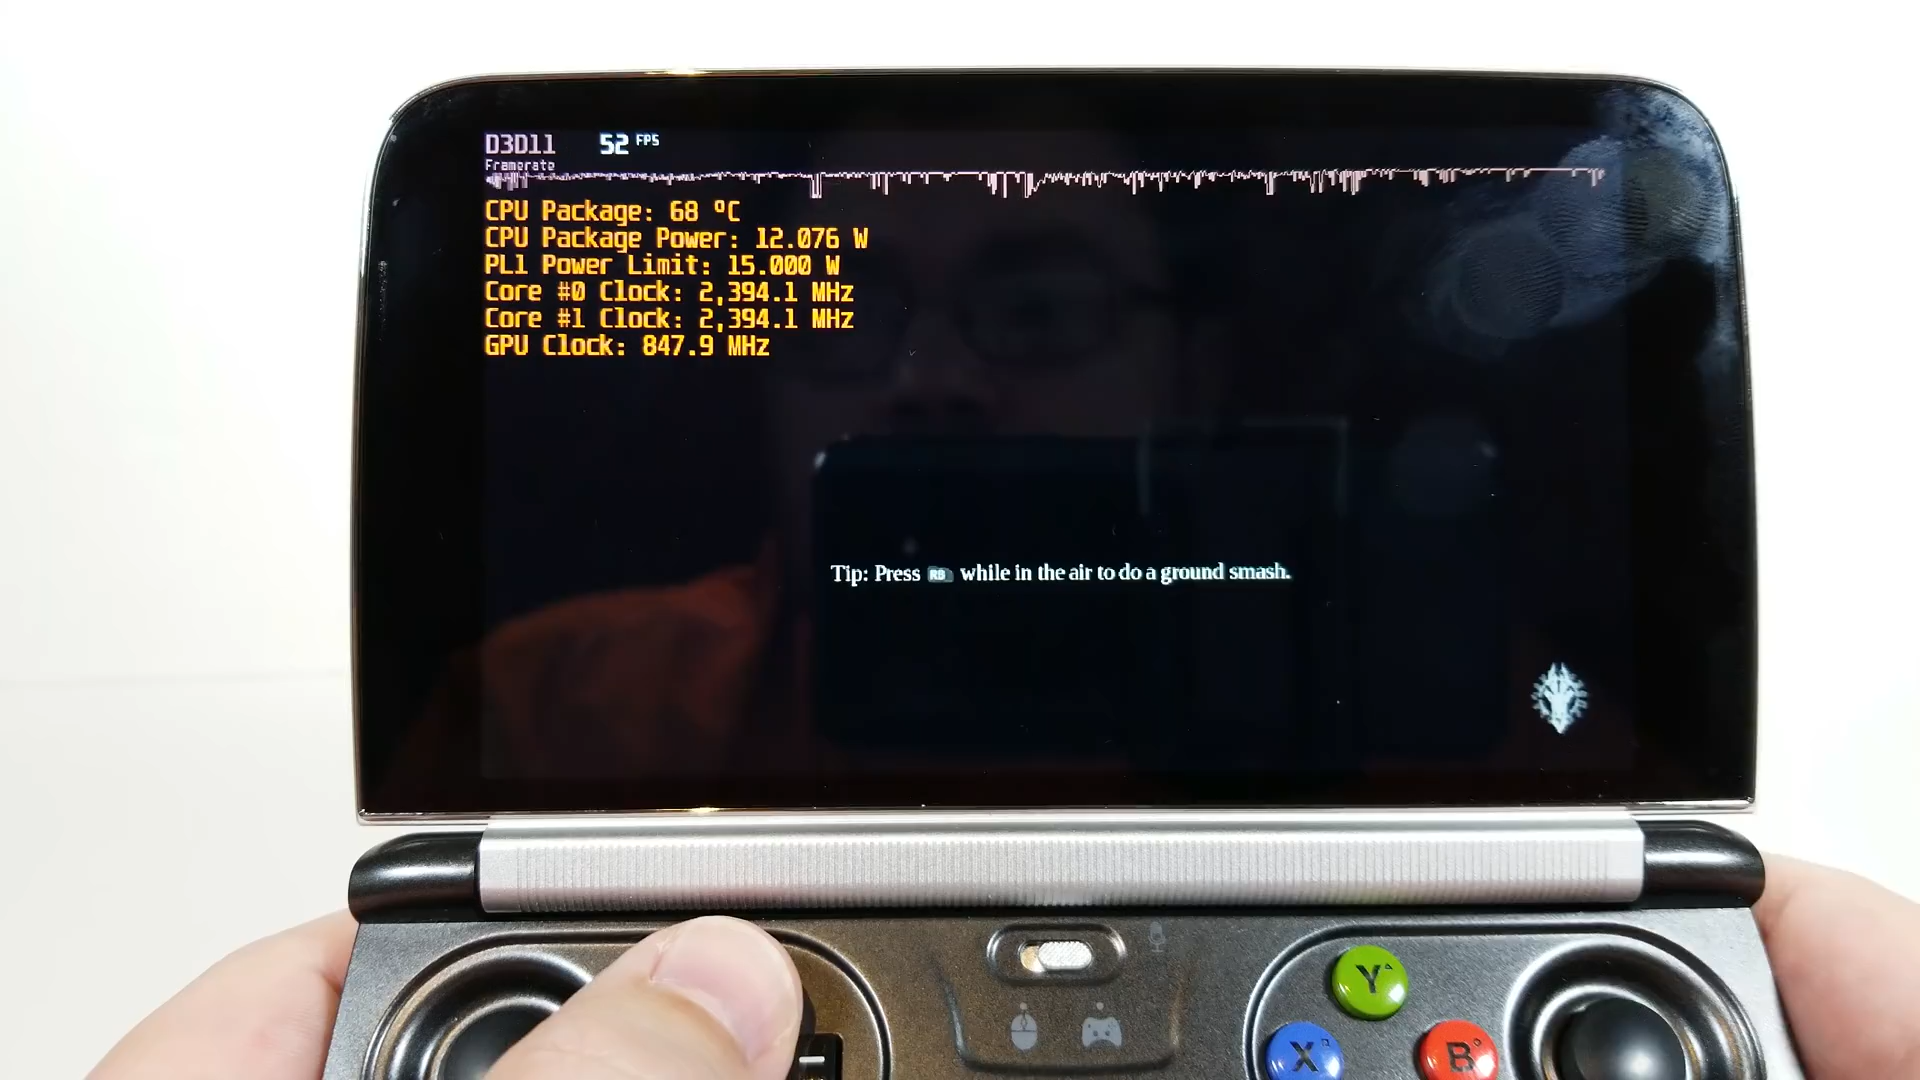 D3D11 52 FPS
Framerate
CPU Package: 68 ºC
CPU Package Power: 12.076 W
PL1 Power Limit: 15.000 W
Core #0 Clock: 2,394.1 MHz
Core #1 Clock: 2,394.1 MHz
GPU Clock: 847.9 MHz
Tip: Press RB while in the air to do a ground smash.
Y
X B